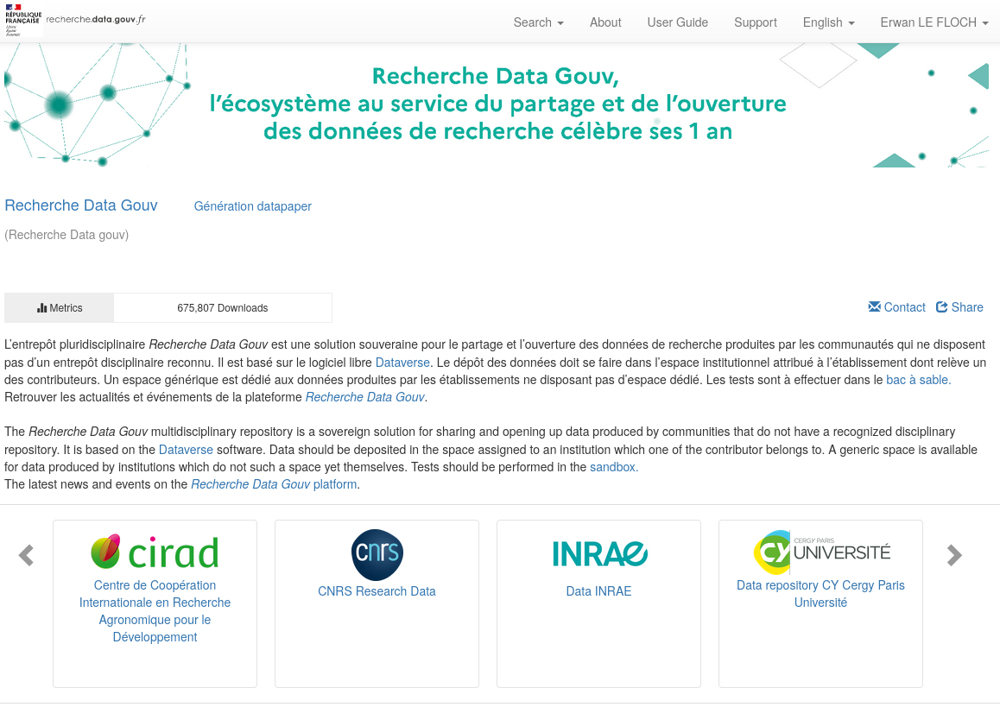 RÉPUBLIQUE
FRANÇAISE
Liberté
Égalité
Fraternité
recherche.data.gouv.fr
Search
About
User Guide
Support
English
Erwan LE FLOCH
Recherche Data Gouv,
l'écosystème au service du partage et de l'ouverture
des données de recherche célèbre ses 1 an
Recherche Data Gouv
Génération datapaper
(Recherche Data gouv)
Metrics
675,807 Downloads
Contact
Share
L'entrepôt pluridisciplinaire Recherche Data Gouv est une solution souveraine pour le partage et l'ouverture des données de recherche produites par les communautés qui ne disposent
pas d'un entrepôt disciplinaire reconnu. Il est basé sur le logiciel libre Dataverse. Le dépôt des données doit se faire dans l'espace institutionnel attribué à l'établissement dont relève un
des contributeurs. Un espace générique est dédié aux données produites par les établissements ne disposant pas d'espace dédié. Les tests sont à effectuer dans le bac à sable.
Retrouver les actualités et événements de la plateforme Recherche Data Gouv.
The Recherche Data Gouv multidisciplinary repository is a sovereign solution for sharing and opening up data produced by communities that do not have a recognized disciplinary
repository. It is based on the Dataverse software. Data should be deposited in the space assigned to an institution which one of the contributor belongs to. A generic space is available
for data produced by institutions which do not such a space yet themselves. Tests should be performed in the sandbox.
The latest news and events on the Recherche Data Gouv platform.
cirad
Centre de Coopération
Internationale en Recherche
Agronomique pour le
Développement
cnrs
CNRS Research Data
INRAE
Data INRAE
CY
CERGY PARIS
UNIVERSITÉ
Data repository CY Cergy Paris
Université